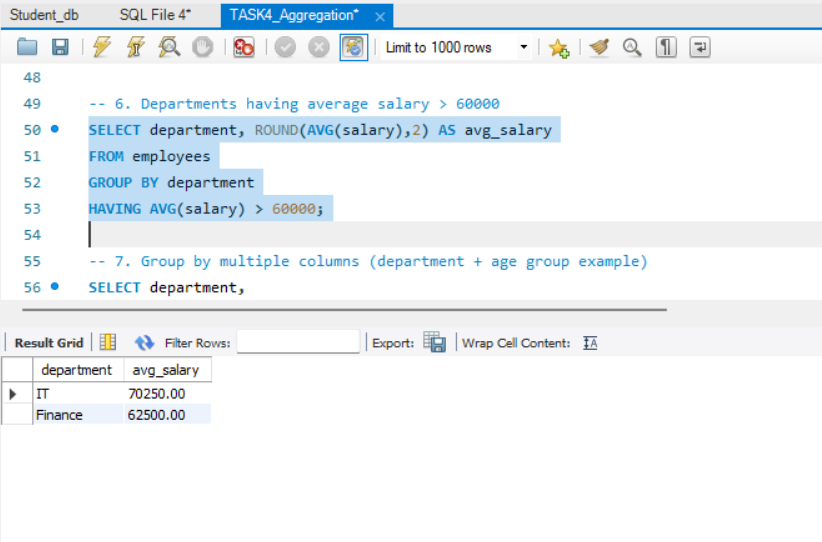 Student_db SQL File 4* TASK4_Aggregation*
Limit to 1000 rows
48
49 -- 6. Departments having average salary > 60000
50 SELECT department, ROUND(AVG(salary),2) AS avg_salary
51 FROM employees
52 GROUP BY department
53 HAVING AVG(salary) > 60000;
54
55 -- 7. Group by multiple columns (department + age group example)
56 SELECT department,
Result Grid Filter Rows: Export: Wrap Cell Content:
department avg_salary
IT 70250.00
Finance 62500.00